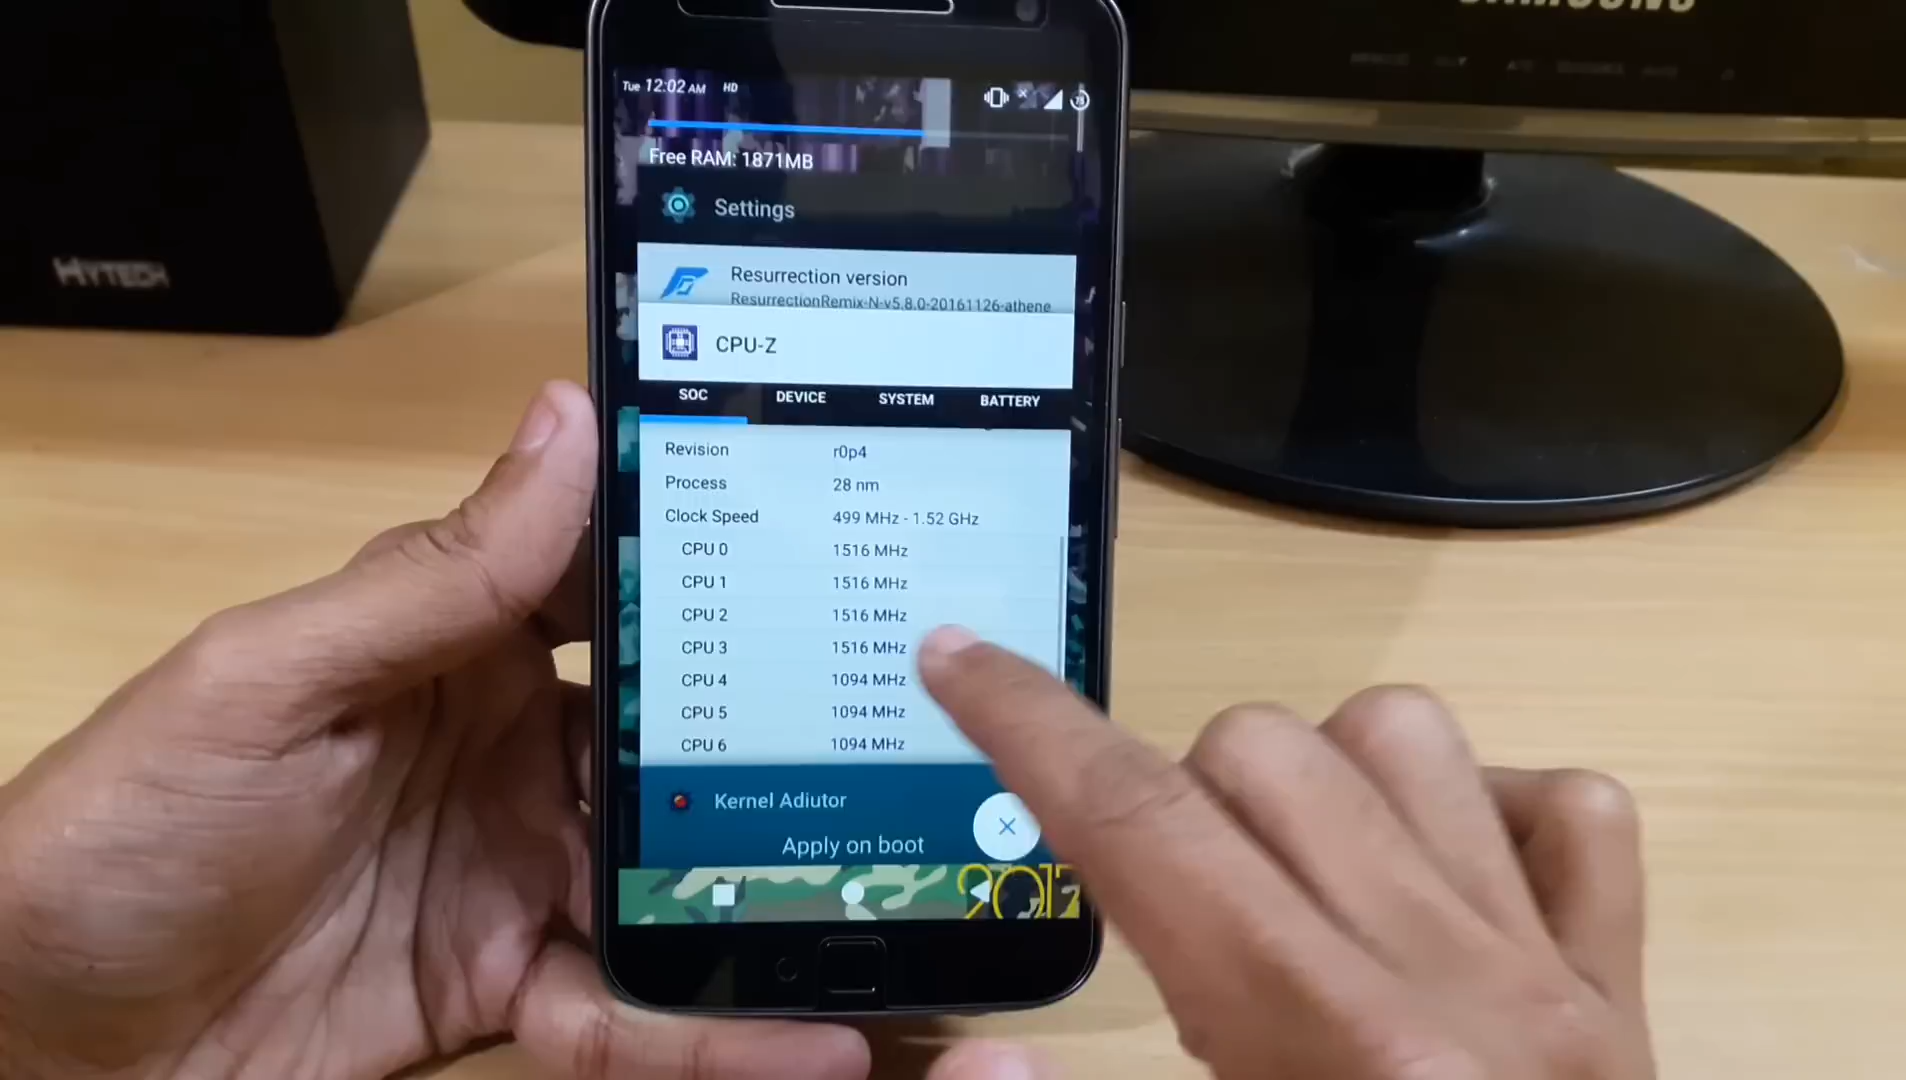 SAMSUNG
HYTECH
Tue 12:02 AM HD
73
Free RAM: 1871MB
Settings
Resurrection version
ResurrectionRemix-N-v5.8.0-20161126-athene
CPU-Z
SOC DEVICE SYSTEM BATTERY
Revision r0p4
Process 28 nm
Clock Speed 499 MHz - 1.52 GHz
CPU 0 1516 MHz
CPU 1 1516 MHz
CPU 2 1516 MHz
CPU 3 1516 MHz
CPU 4 1094 MHz
CPU 5 1094 MHz
CPU 6 1094 MHz
Kernel Adiutor
Apply on boot
2017